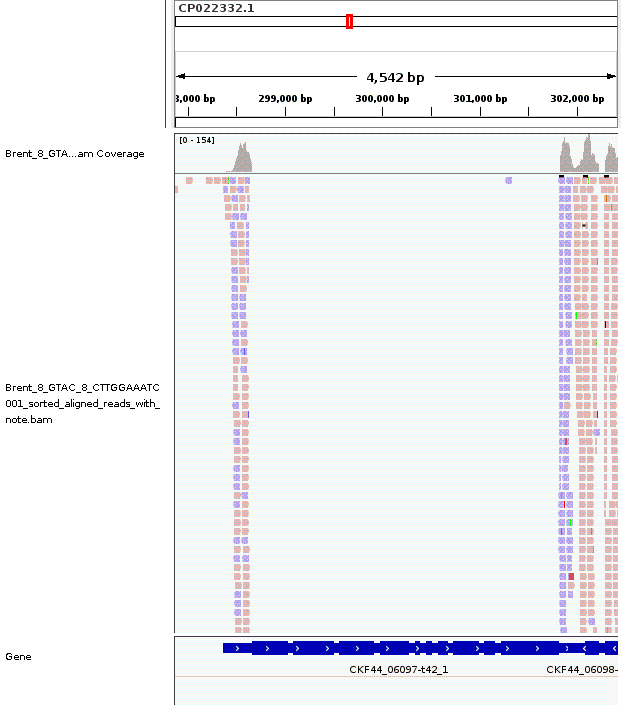 CP022332.1
4,542 bp
3,000 bp 299,000 bp 300,000 bp 301,000 bp 302,000 bp
[0 - 154]
Brent_8_GTA...am Coverage
Brent_8_GTAC_8_CTTGGAAATC
001_sorted_aligned_reads_with_
note.bam
Gene
CKF44_06097-t42_1 CKF44_06098-